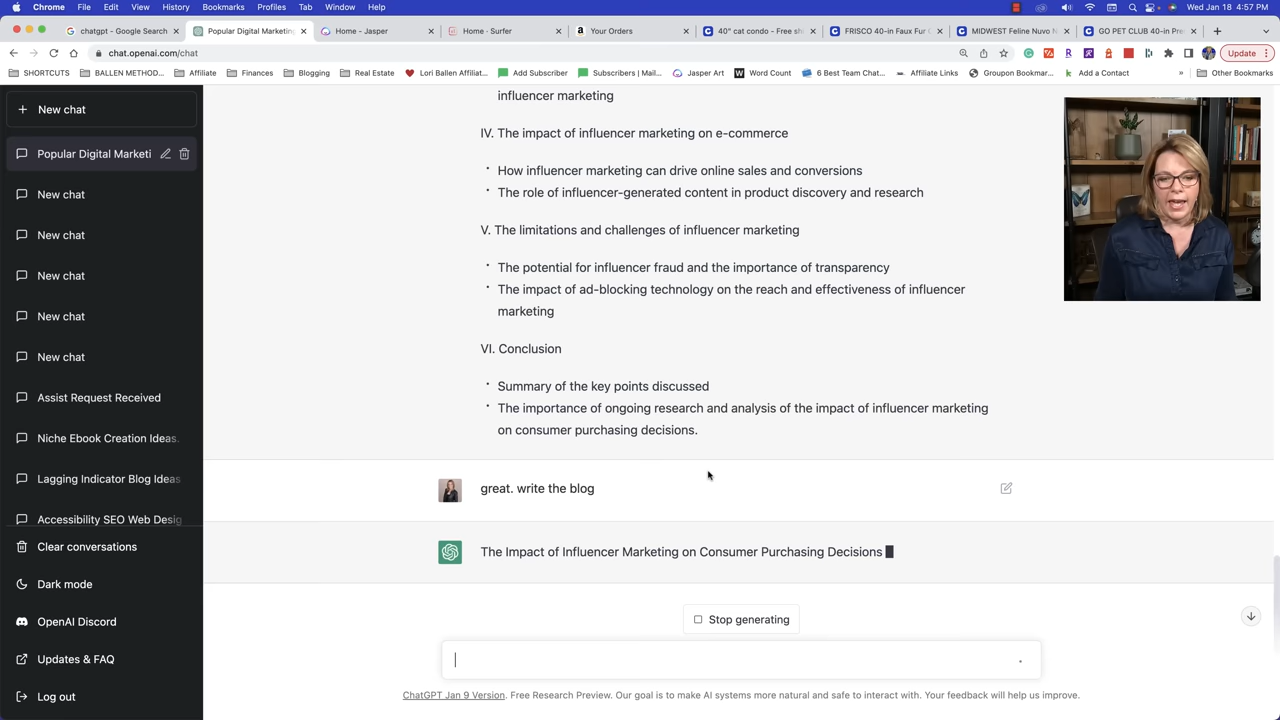 Chrome File Edit View History Bookmarks Profiles Tab Window Help
Wed Jan 18 4:57 PM
chatgpt - Google Search
Popular Digital Marketing
Home - Jasper
Home · Surfer
Your Orders
40" cat condo - Free sh
FRISCO 40-in Faux Fur
MIDWEST Feline Nuvo N
GO PET CLUB 40-in Pre
chat.openai.com/chat
Update
SHORTCUTS
BALLEN METHOD...
Affiliate
Finances
Blogging
Real Estate
Lori Ballen Affiliat...
Add Subscriber
Subscribers | Mail...
Jasper Art
Word Count
6 Best Team Chat...
Affiliate Links
Groupon Bookmar...
Add a Contact
»
Other Bookmarks
New chat
Popular Digital Marketi
New chat
New chat
New chat
New chat
New chat
Assist Request Received
Niche Ebook Creation Ideas.
Lagging Indicator Blog Ideas
Accessibility SEO Web Desig
Clear conversations
Dark mode
OpenAI Discord
Updates & FAQ
Log out
influencer marketing
IV. The impact of influencer marketing on e-commerce
• How influencer marketing can drive online sales and conversions
• The role of influencer-generated content in product discovery and research
V. The limitations and challenges of influencer marketing
• The potential for influencer fraud and the importance of transparency
• The impact of ad-blocking technology on the reach and effectiveness of influencer
marketing
VI. Conclusion
• Summary of the key points discussed
• The importance of ongoing research and analysis of the impact of influencer marketing
on consumer purchasing decisions.
great. write the blog
The Impact of Influencer Marketing on Consumer Purchasing Decisions
Stop generating
ChatGPT Jan 9 Version. Free Research Preview. Our goal is to make AI systems more natural and safe to interact with. Your feedback will help us improve.